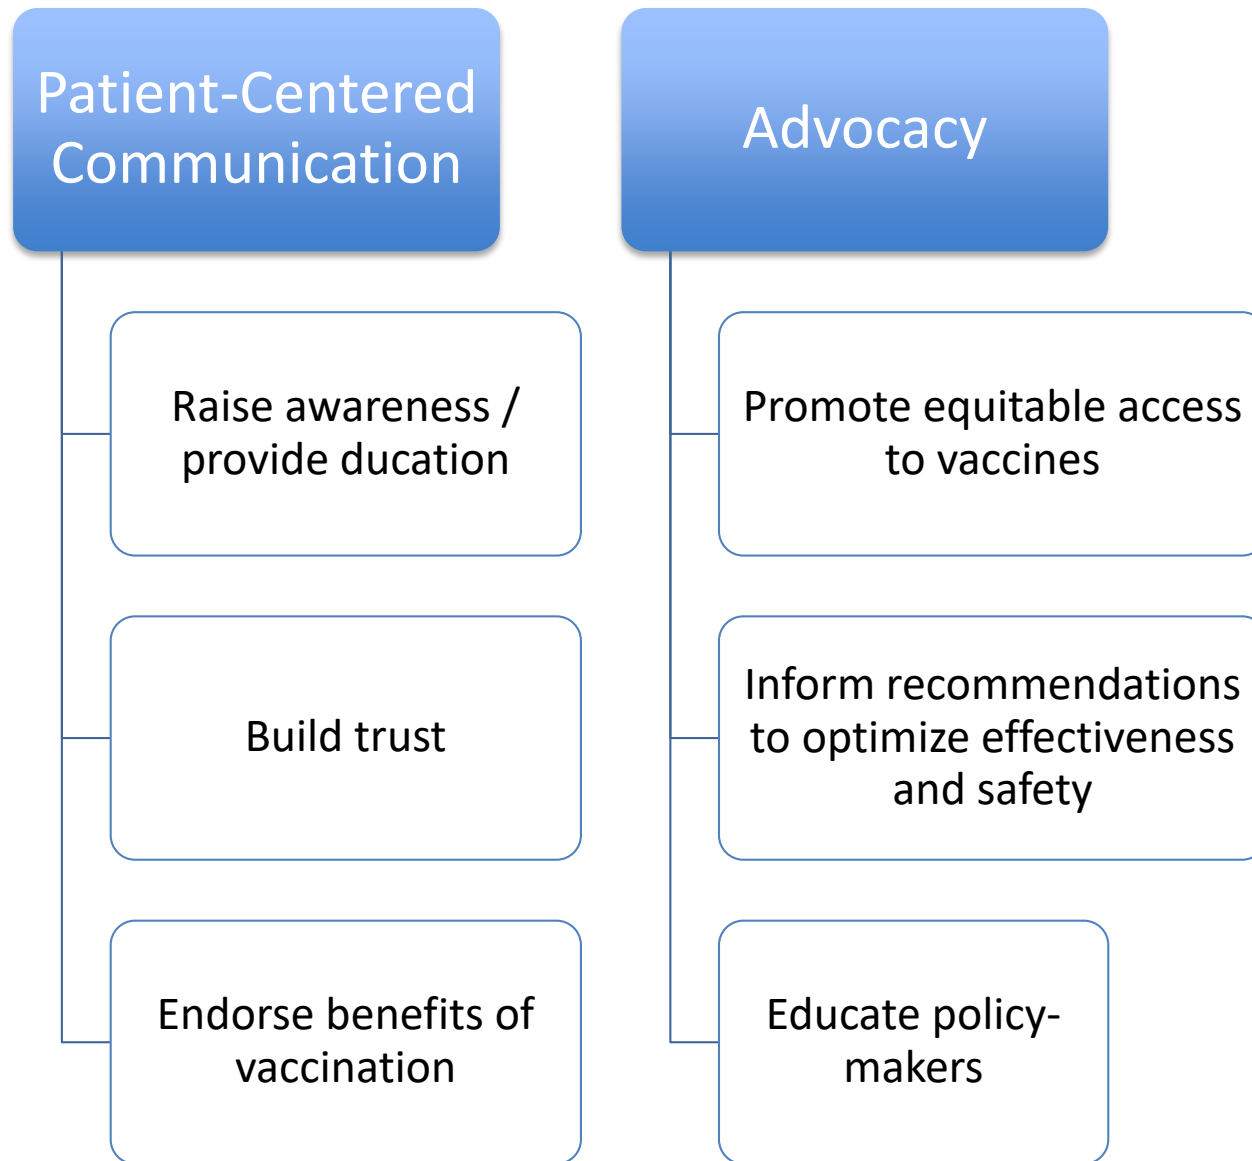 Patient-Centered
Communication
Raise awareness /
provide ducation
Build trust
Endorse benefits of
vaccination
Advocacy
Promote equitable access
to vaccines
Inform recommendations
to optimize effectiveness
and safety
Educate policy-
makers